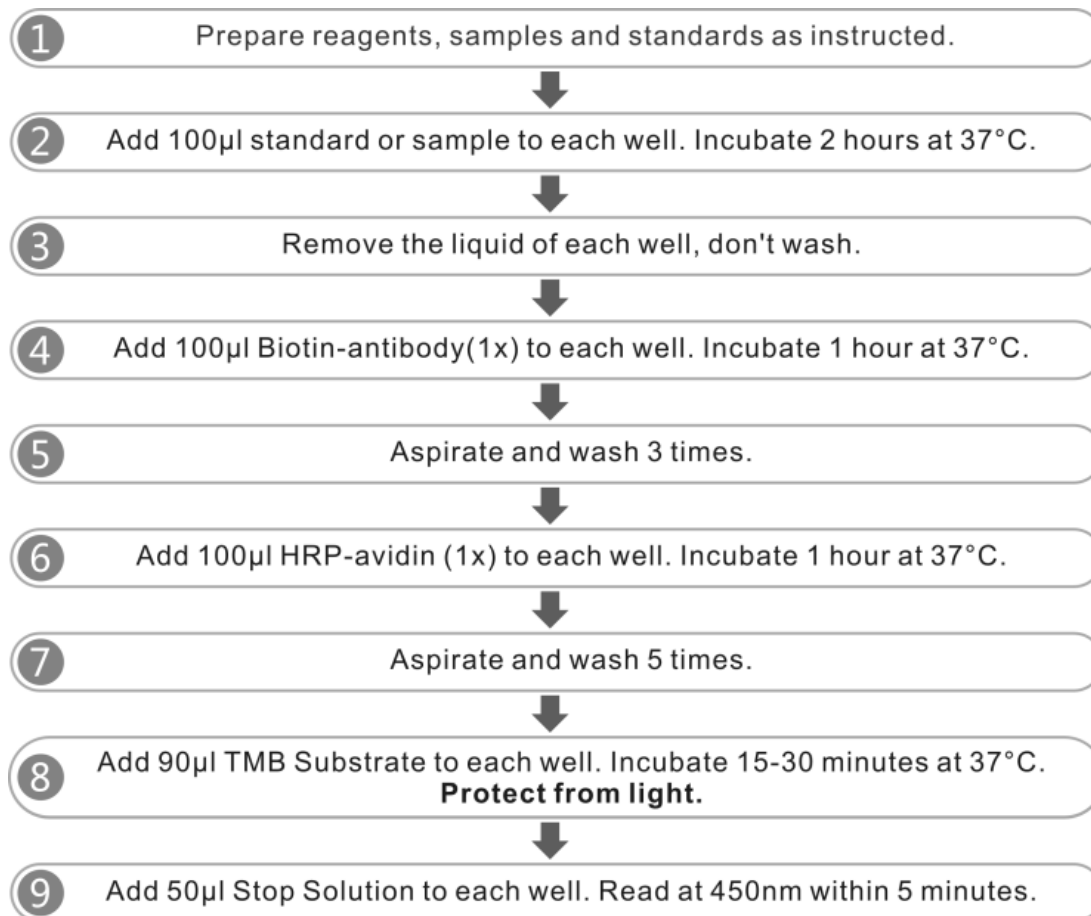 1 Prepare reagents, samples and standards as instructed.
2 Add 100µl standard or sample to each well. Incubate 2 hours at 37°C.
3 Remove the liquid of each well, don't wash.
4 Add 100µl Biotin-antibody(1x) to each well. Incubate 1 hour at 37°C.
5 Aspirate and wash 3 times.
6 Add 100µl HRP-avidin (1x) to each well. Incubate 1 hour at 37°C.
7 Aspirate and wash 5 times.
8 Add 90µl TMB Substrate to each well. Incubate 15-30 minutes at 37°C.
Protect from light.
9 Add 50µl Stop Solution to each well. Read at 450nm within 5 minutes.